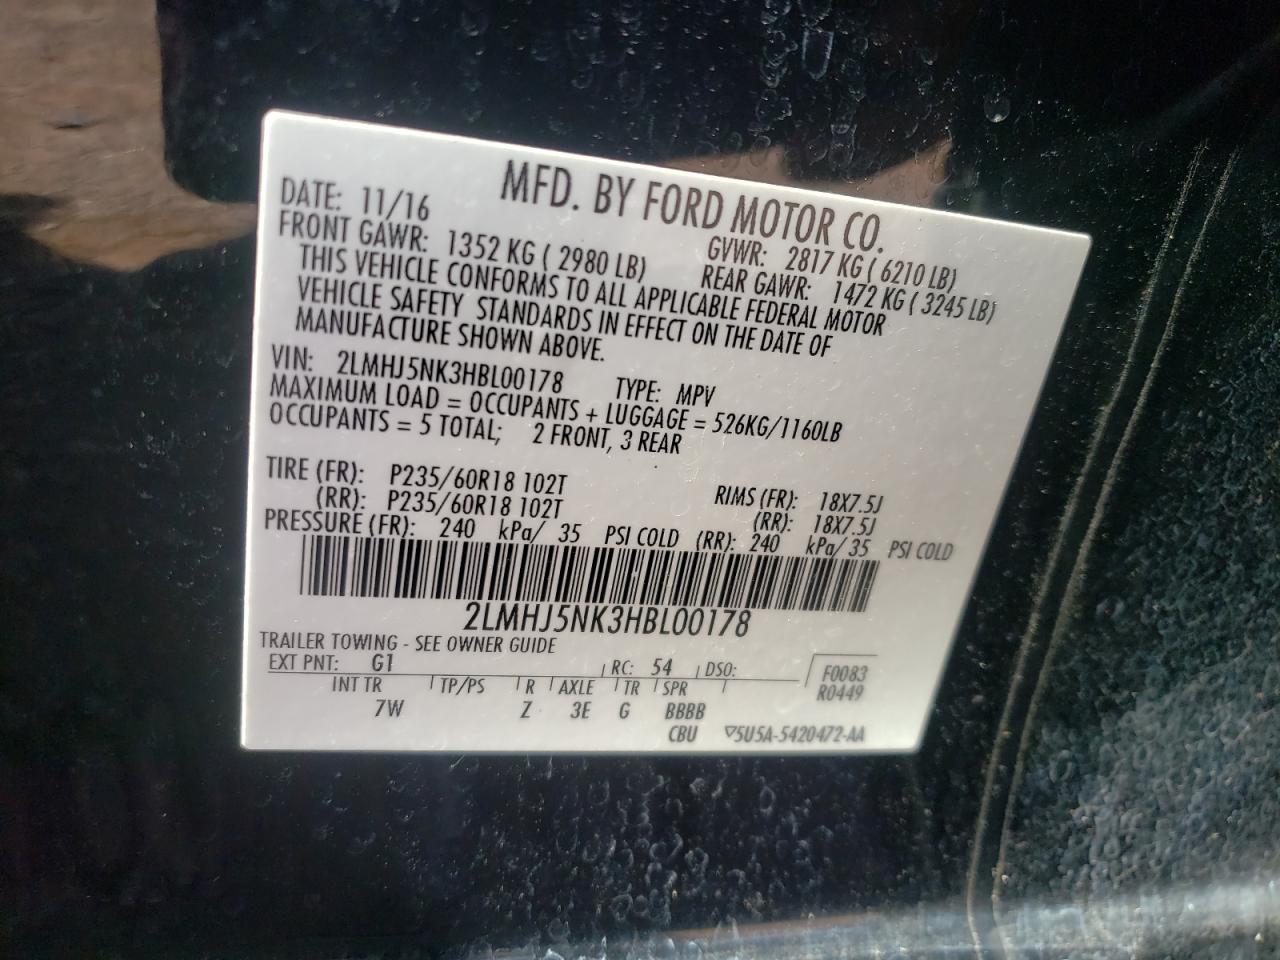 MFD. BY FORD MOTOR CO.
DATE: 11/16 GVWR: 2817 KG ( 6210 LB)
FRONT GAWR: 1352 KG ( 2980 LB) REAR GAWR: 1472 KG ( 3245 LB)
THIS VEHICLE CONFORMS TO ALL APPLICABLE FEDERAL MOTOR
VEHICLE SAFETY STANDARDS IN EFFECT ON THE DATE OF
MANUFACTURE SHOWN ABOVE.
VIN: 2LMHJ5NK3HBL00178 TYPE: MPV
MAXIMUM LOAD = OCCUPANTS + LUGGAGE = 526KG/1160LB
OCCUPANTS = 5 TOTAL; 2 FRONT, 3 REAR
TIRE (FR): P235/60R18 102T RIMS (FR): 18X7.5J
(RR): P235/60R18 102T (RR): 18X7.5J
PRESSURE (FR): 240 kPa/ 35 PSI COLD (RR): 240 kPa/ 35 PSI COLD
2LMHJ5NK3HBL00178
TRAILER TOWING - SEE OWNER GUIDE
EXT PNT: G1 RC: 54 DSO: F0083
INT TR TP/PS R AXLE TR SPR R0449
7W Z 3E G BBBB
CBU ▽5U5A-5420472-AA